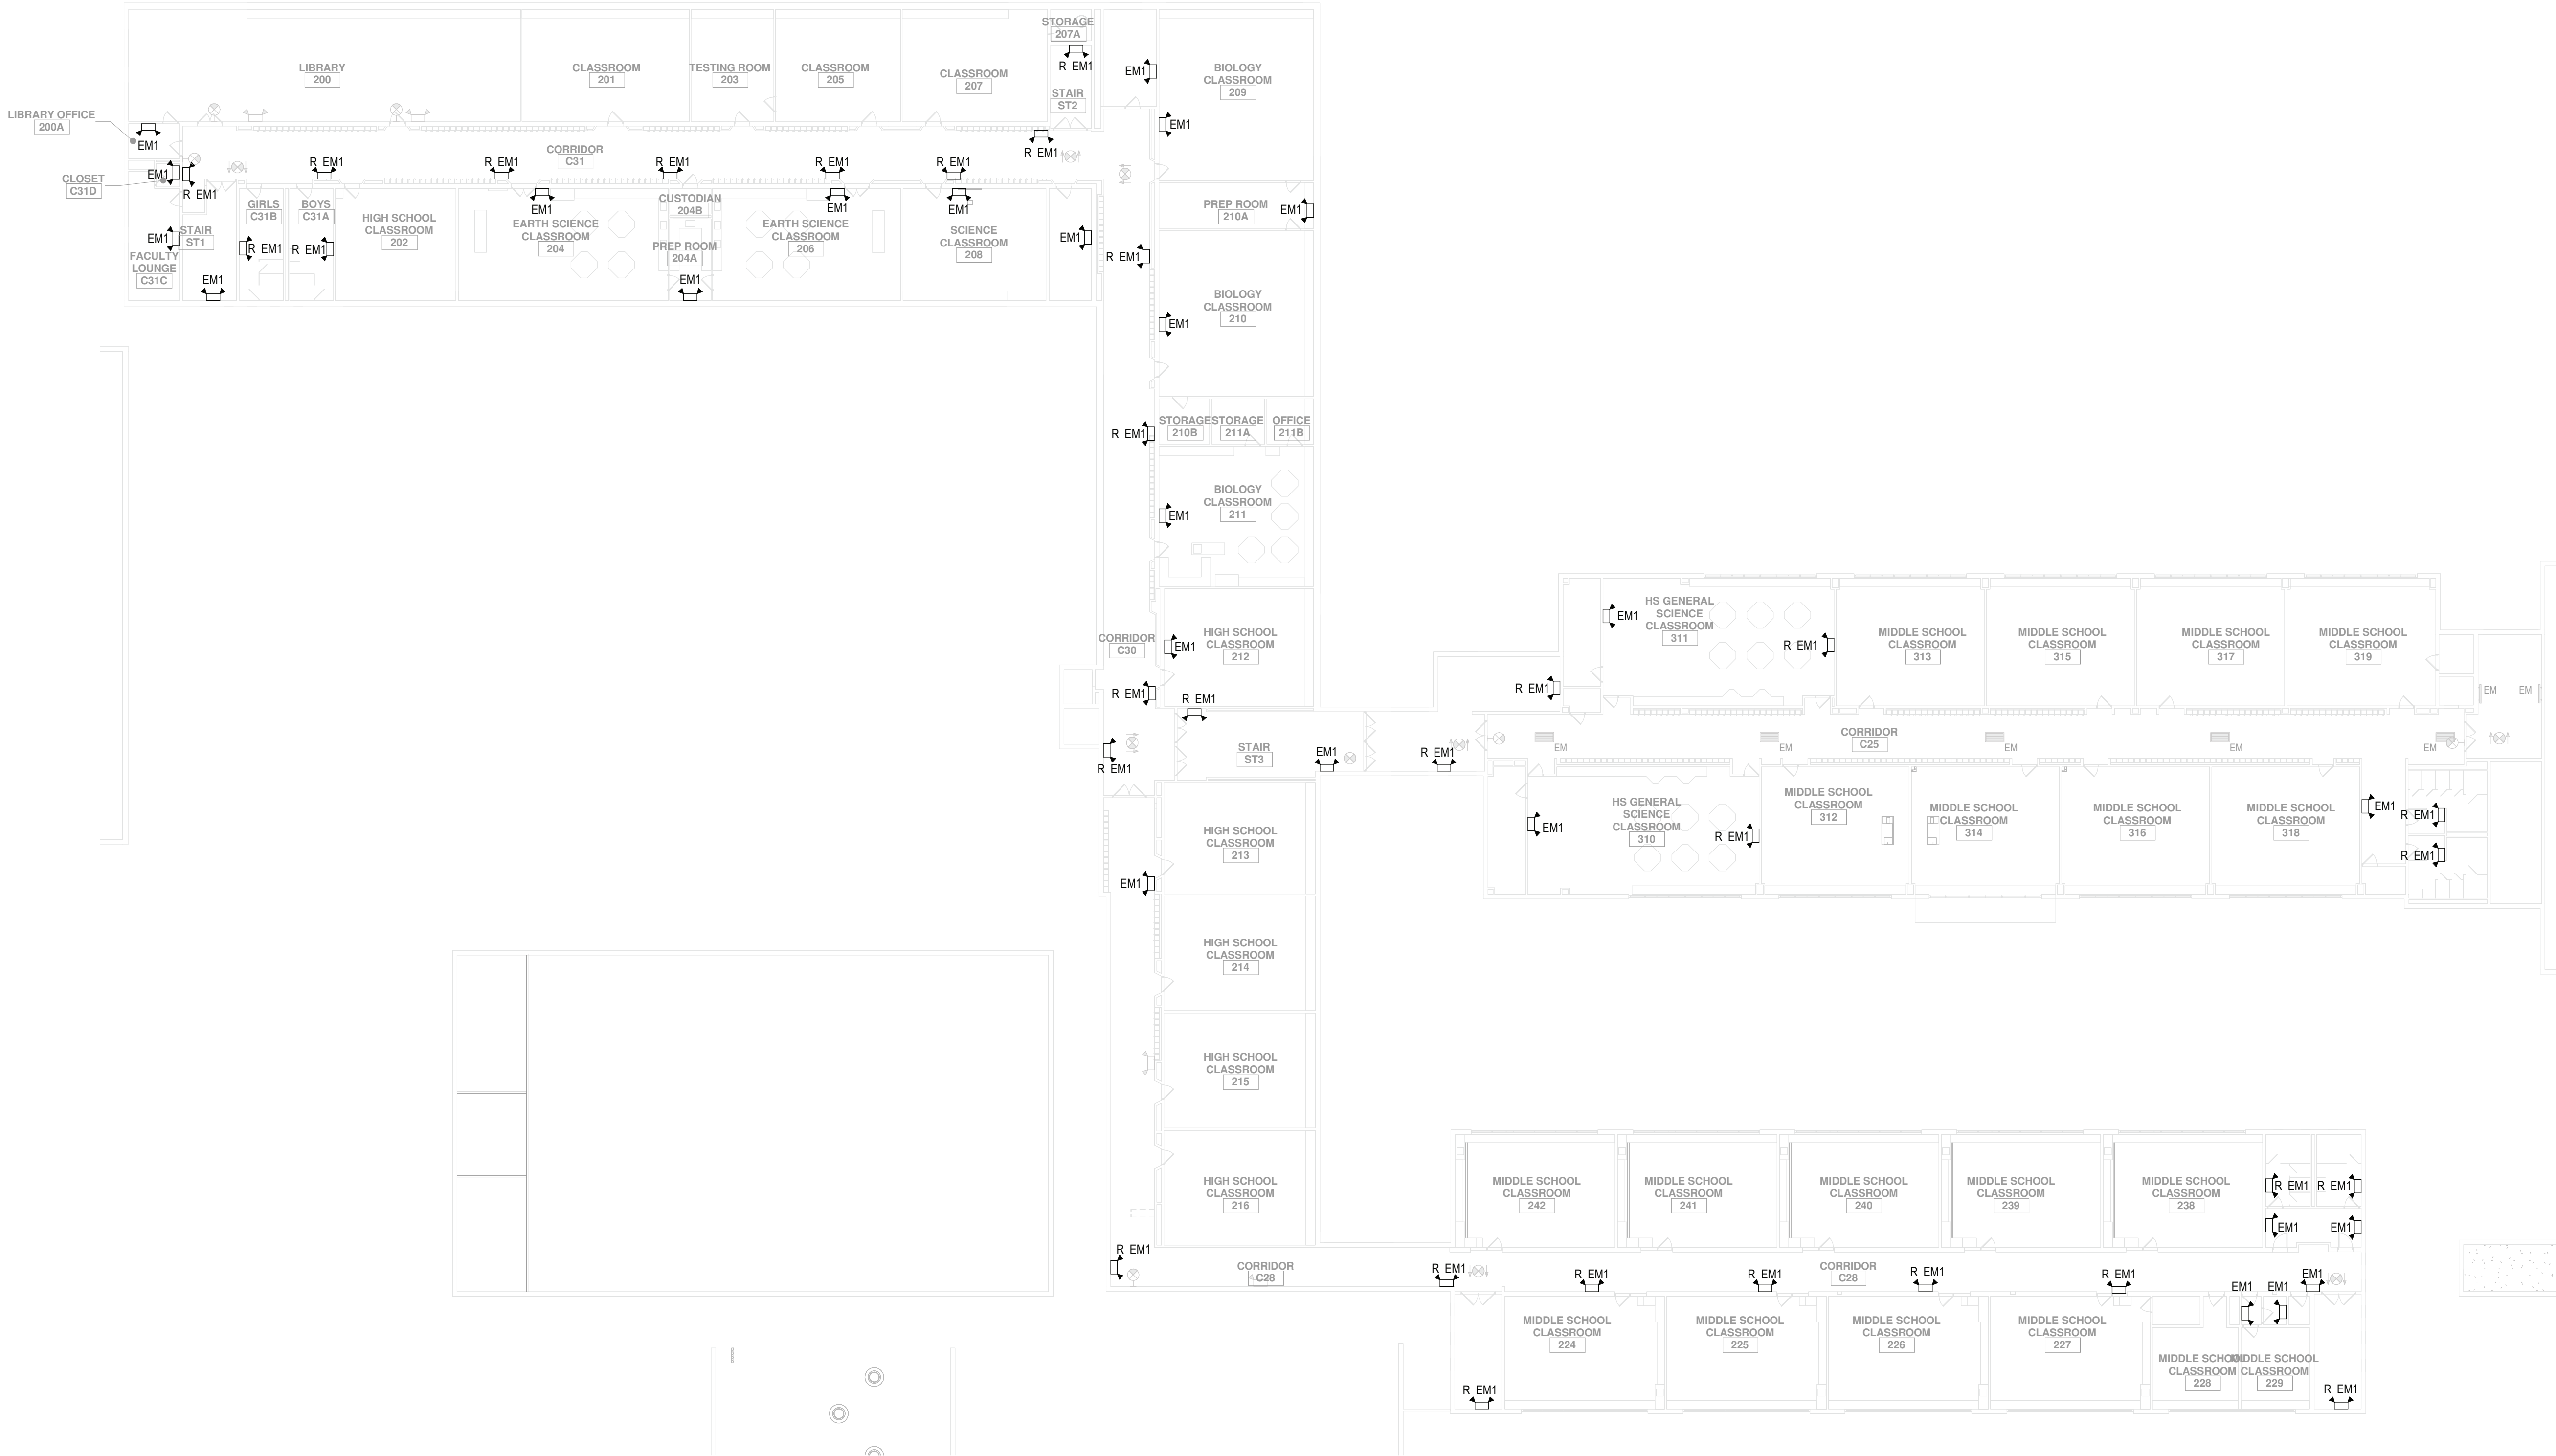 STORAGE
207A
R EM1
STAIR
ST2
LIBRARY
200
CLASSROOM
201
TESTING ROOM
203
CLASSROOM
205
CLASSROOM
207
EM1
BIOLOGY
CLASSROOM
209
EM1
LIBRARY OFFICE
200A
EM1
CORRIDOR
C31
R EM1
R EM1
R EM1
R EM1
R EM1
R EM1
CLOSET
C31D
EM1
R EM1
EM1
STAIR
ST1
FACULTY
LOUNGE
C31C
EM1
GIRLS
C31B
R EM1
BOYS
C31A
R EM1
HIGH SCHOOL
CLASSROOM
202
EM1
EARTH SCIENCE
CLASSROOM
204
CUSTODIAN
204B
PREP ROOM
204A
EM1
EM1
EARTH SCIENCE
CLASSROOM
206
EM1
SCIENCE
CLASSROOM
208
EM1
PREP ROOM
210A
EM1
R EM1
BIOLOGY
CLASSROOM
210
EM1
STORAGE
210B
STORAGE
211A
OFFICE
211B
R EM1
BIOLOGY
CLASSROOM
211
EM1
CORRIDOR
C30
HIGH SCHOOL
CLASSROOM
212
EM1
R EM1
R EM1
R EM1
STAIR
ST3
EM1
R EM1
R EM1
HS GENERAL
SCIENCE
CLASSROOM
311
EM1
R EM1
MIDDLE SCHOOL
CLASSROOM
313
MIDDLE SCHOOL
CLASSROOM
315
MIDDLE SCHOOL
CLASSROOM
317
MIDDLE SCHOOL
CLASSROOM
319
EM
EM
CORRIDOR
C25
EM
EM
EM
EM
EM
HS GENERAL
SCIENCE
CLASSROOM
310
EM1
R EM1
MIDDLE SCHOOL
CLASSROOM
312
MIDDLE SCHOOL
CLASSROOM
314
MIDDLE SCHOOL
CLASSROOM
316
MIDDLE SCHOOL
CLASSROOM
318
EM1
R EM1
R EM1
HIGH SCHOOL
CLASSROOM
213
EM1
HIGH SCHOOL
CLASSROOM
214
HIGH SCHOOL
CLASSROOM
215
HIGH SCHOOL
CLASSROOM
216
R EM1
CORRIDOR
C28
R EM1
MIDDLE SCHOOL
CLASSROOM
242
MIDDLE SCHOOL
CLASSROOM
241
MIDDLE SCHOOL
CLASSROOM
240
MIDDLE SCHOOL
CLASSROOM
239
MIDDLE SCHOOL
CLASSROOM
238
R EM1
R EM1
EM1
EM1
CORRIDOR
C28
R EM1
R EM1
R EM1
R EM1
EM1
EM1
EM1
MIDDLE SCHOOL
CLASSROOM
224
MIDDLE SCHOOL
CLASSROOM
225
MIDDLE SCHOOL
CLASSROOM
226
MIDDLE SCHOOL
CLASSROOM
227
MIDDLE SCHOOL
CLASSROOM
228
MIDDLE SCHOOL
CLASSROOM
229
R EM1
R EM1